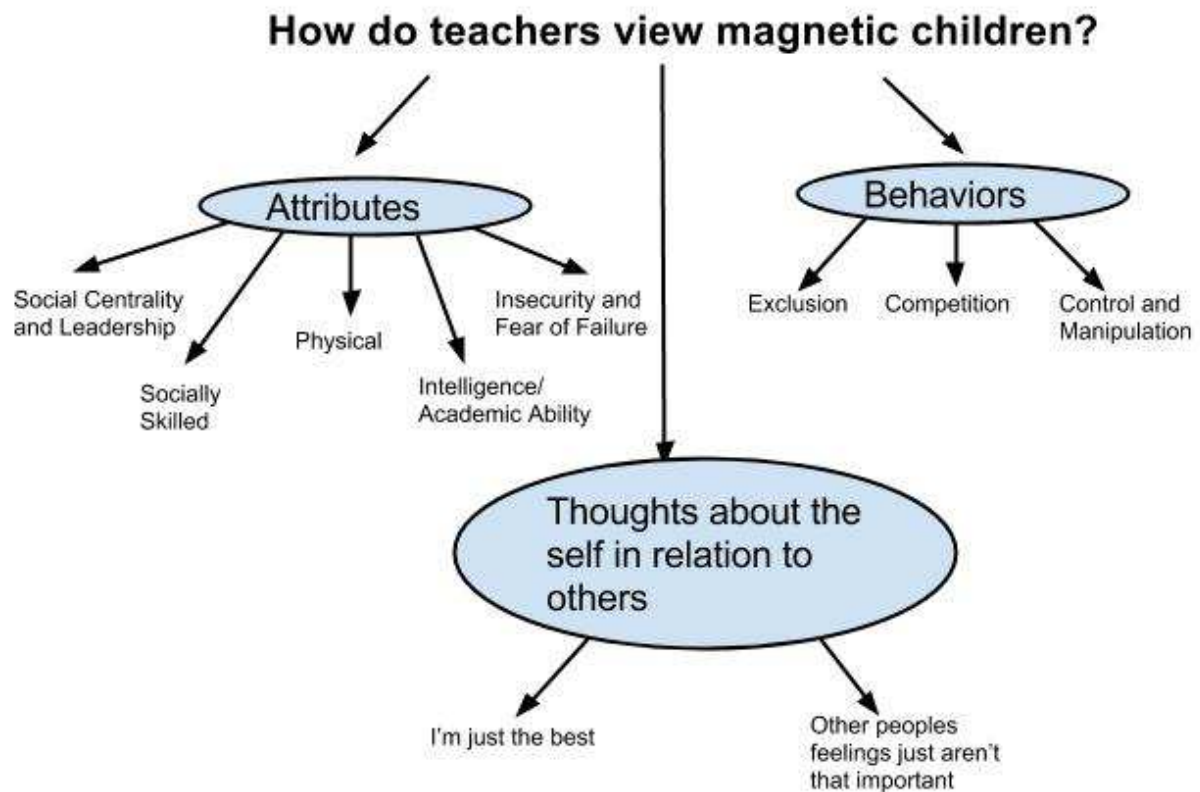 How do teachers view magnetic children?
Attributes
Social Centrality
and Leadership
Socially
Skilled
Physical
Intelligence/
Academic Ability
Insecurity and
Fear of Failure
Behaviors
Exclusion
Competition
Control and
Manipulation
Thoughts about the
self in relation to
others
I'm just the best
Other peoples
feelings just aren't
that important